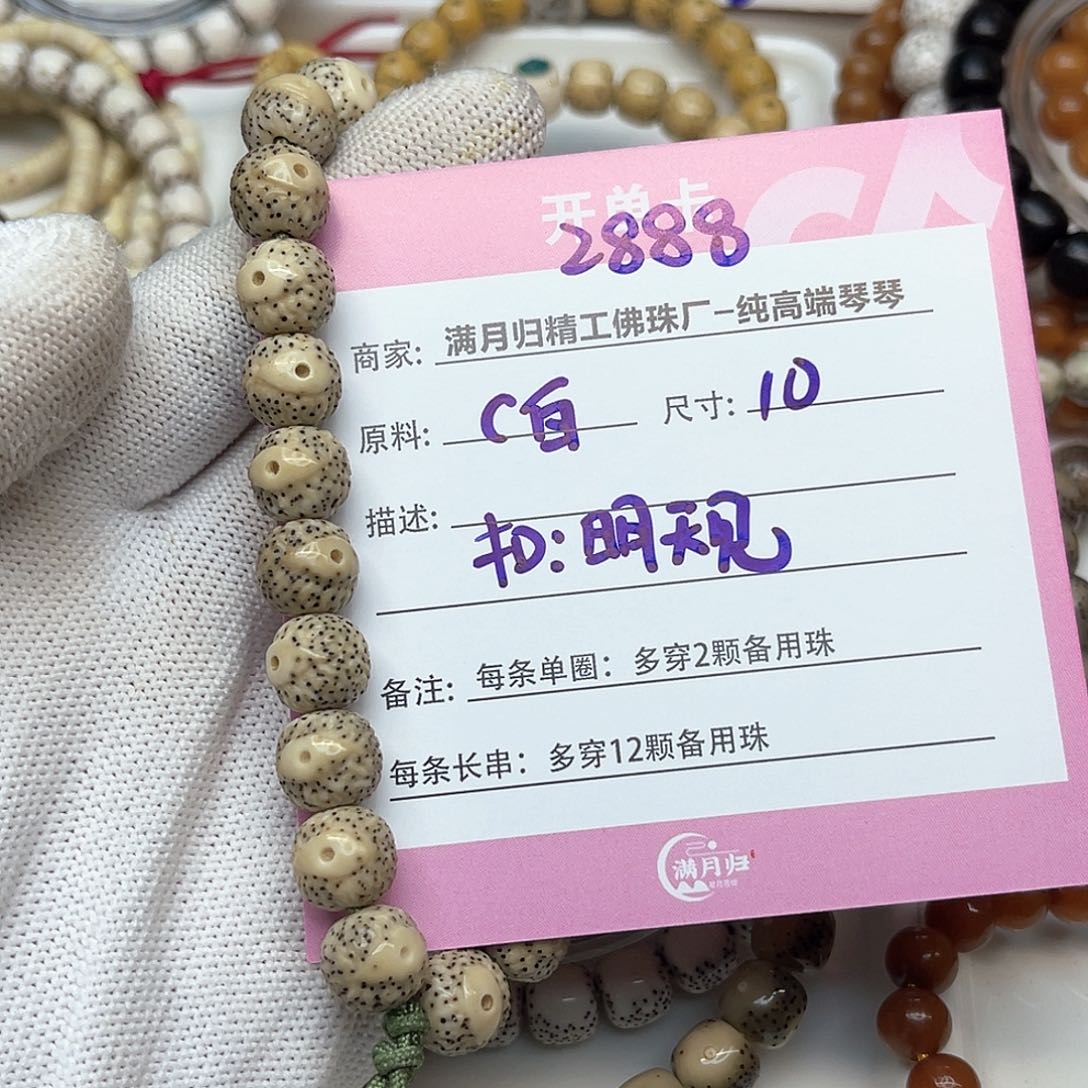 开单卡
2888
商家: 满月归精工佛珠厂-纯高端琴琴
原料: C白 尺寸: 10
描述: 扣:明天现
备注: 每条单圈：多穿2颗备用珠
每条长串：多穿12颗备用珠
满月归